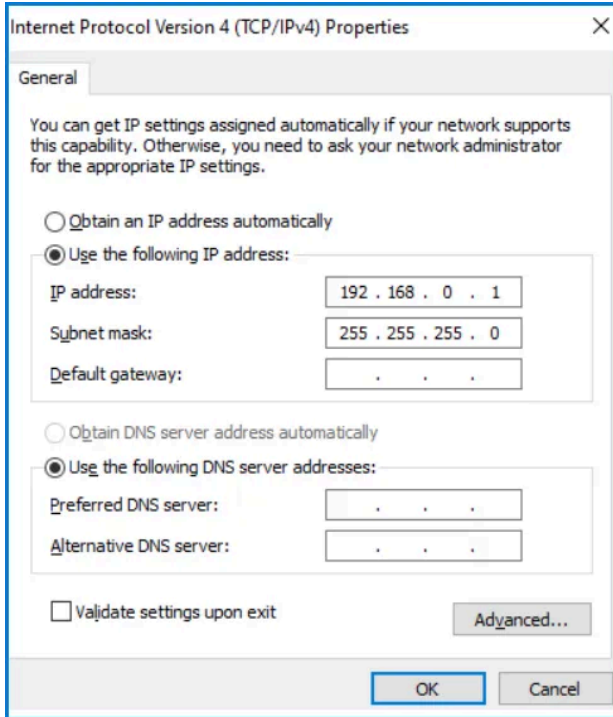 Internet Protocol Version 4 (TCP/IPv4) Properties
General
You can get IP settings assigned automatically if your network supports
this capability. Otherwise, you need to ask your network administrator
for the appropriate IP settings.
Obtain an IP address automatically
Use the following IP address:
IP address: 192 . 168 . 0 . 1
Subnet mask: 255 . 255 . 255 . 0
Default gateway: . . .
Obtain DNS server address automatically
Use the following DNS server addresses:
Preferred DNS server: . . .
Alternative DNS server: . . .
Validate settings upon exit
Advanced...
OK Cancel